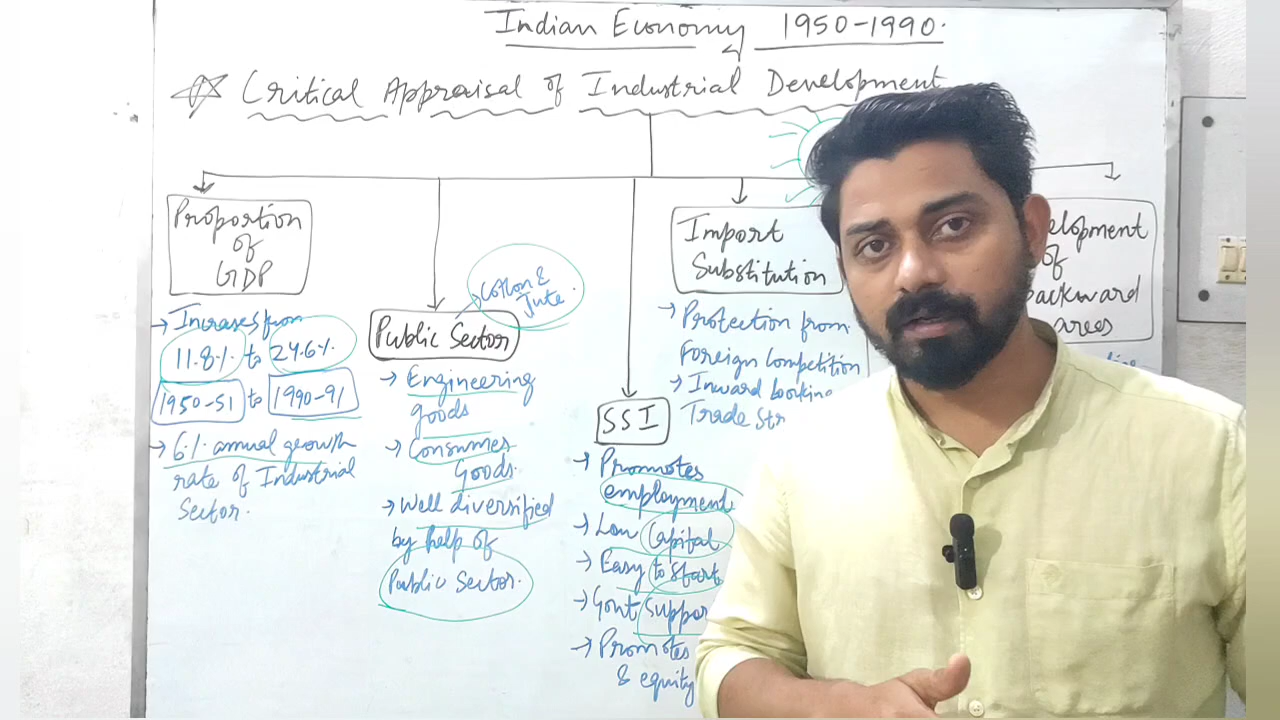 Indian Economy 1950-1990.
Critical Appraisal of Industrial Development
Proportion
of
GDP
→ Increases from
11.8% to 24.6%
1950-51 to 1990-91
→ 6% annual growth
rate of Industrial
Sector.
Cotton &
Jute.
Public Sector
→ Engineering
goods
→ Consumes
Goods.
→ Well diversified
by help of
Public Sector.
SSI
→ Promotes
employment
→ Low Capital
→ Easy to start
→ Govt Suppor
→ Promotes
& equity
Import
Substitution
→ Protection from
Foreign Competition
→ Inward looking
Trade Str
elopment
of
backward
areas